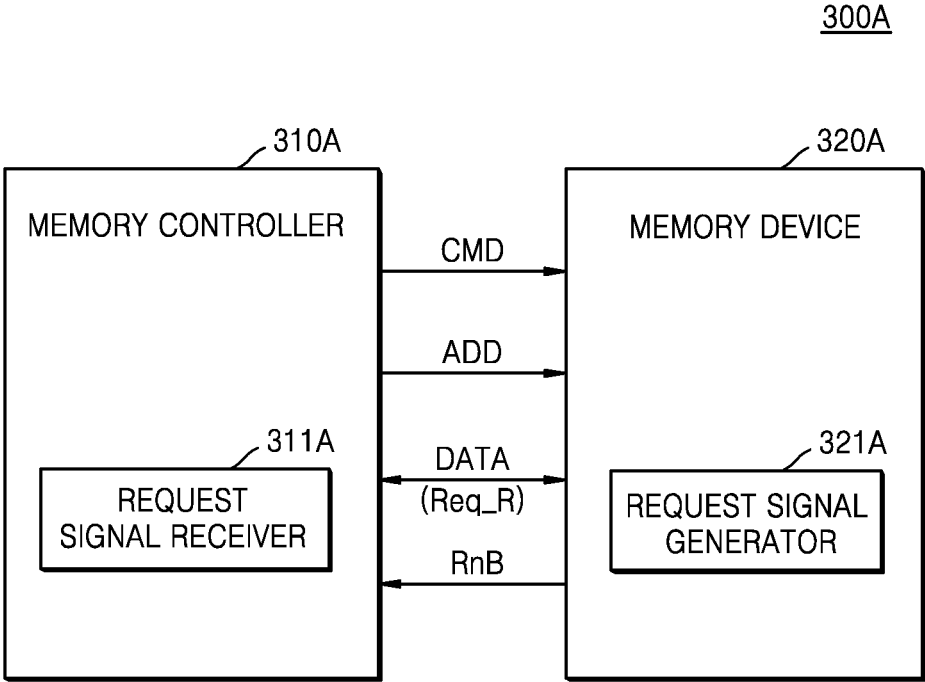 300A
310A
320A
MEMORY CONTROLLER
MEMORY DEVICE
CMD
ADD
311A
321A
DATA
(Req_R)
REQUEST
SIGNAL RECEIVER
REQUEST SIGNAL
GENERATOR
RnB